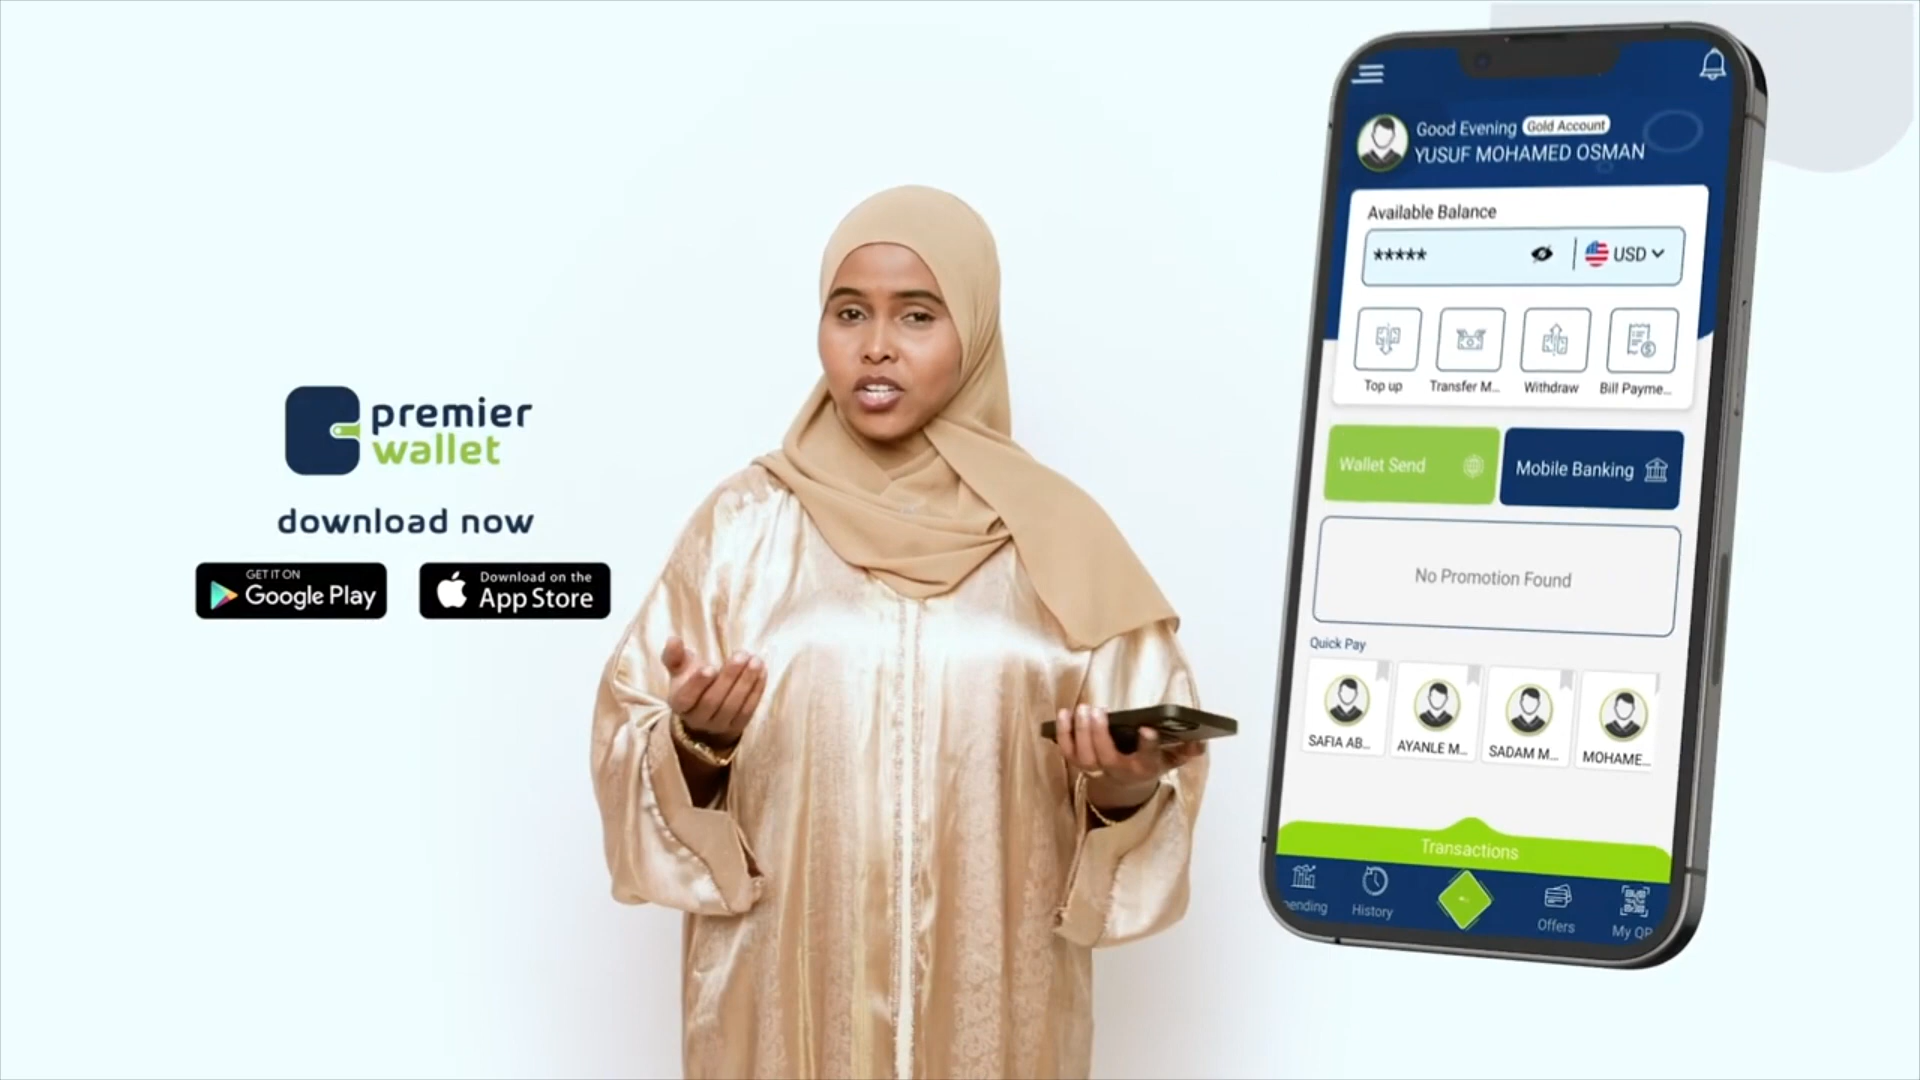 premier
wallet
download now
GET IT ON
Google Play
Download on the
App Store
Good Evening Gold Account
YUSUF MOHAMED OSMAN
Available Balance
***** USD
Top up Transfer M... Withdraw Bill Payme...
Wallet Send Mobile Banking
No Promotion Found
Quick Pay
SAFIA AB... AYANLE M... SADAM M... MOHAME...
Transactions
ending History Offers My QR